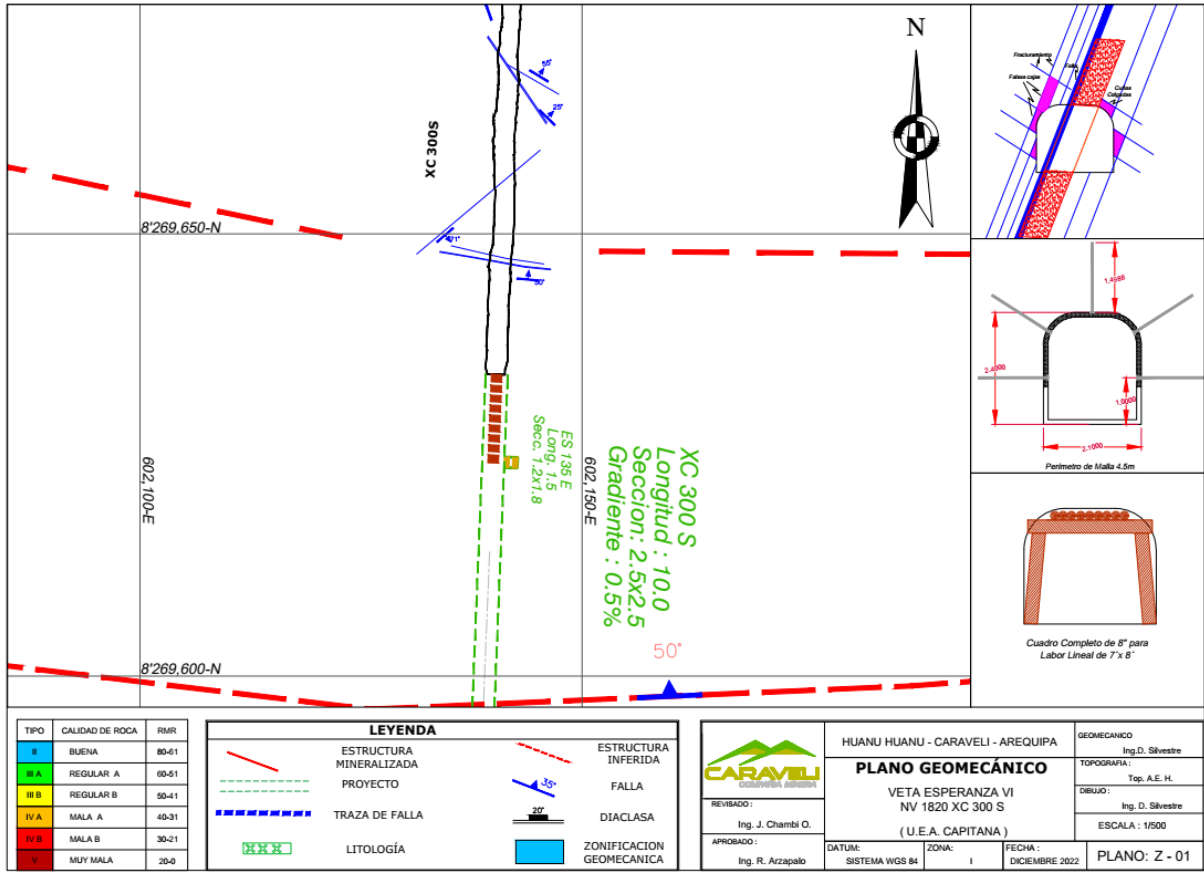 XC 300S
55°
25°
71°
50°
N
8'269,650-N
602,100-E
602,150-E
8'269,600-N
ES 135 E
Long. 1.5
Secc. 1.2x1.8
XC 300 S
Longitud : 10.0
Seccion: 2.5x2.5
Gradiente : 0.5%
50°
Fracturamiento
Falsas cajas
Falla
Cuñas
Colgadas
1,4988
2.4000
1,0000
2.1000
Perímetro de Malla 4.5m
Cuadro Completo de 8" para
Labor Lineal de 7'x 8'
TIPO CALIDAD DE ROCA RMR
II BUENA 80-61
III A REGULAR A 60-51
III B REGULAR B 50-41
IV A MALA A 40-31
IV B MALA B 30-21
V MUY MALA 20-0
LEYENDA
ESTRUCTURA
MINERALIZADA
PROYECTO
TRAZA DE FALLA
LITOLOGÍA
ESTRUCTURA
INFERIDA
35°
FALLA
20°
DIACLASA
ZONIFICACION
GEOMECANICA
CARAVELI
COMPAÑIA MINERA
REVISADO :
Ing. J. Chambi O.
APROBADO :
Ing. R. Arzapalo
HUANU HUANU - CARAVELI - AREQUIPA
PLANO GEOMECÁNICO
VETA ESPERANZA VI
NV 1820 XC 300 S
( U.E.A. CAPITANA )
DATUM:
SISTEMA WGS 84
ZONA:
I
FECHA :
DICIEMBRE 2022
GEOMECANICO
Ing.D. Silvestre
TOPOGRAFIA :
Top. A.E. H.
DIBUJO :
Ing. D. Silvestre
ESCALA : 1/500
PLANO: Z - 01